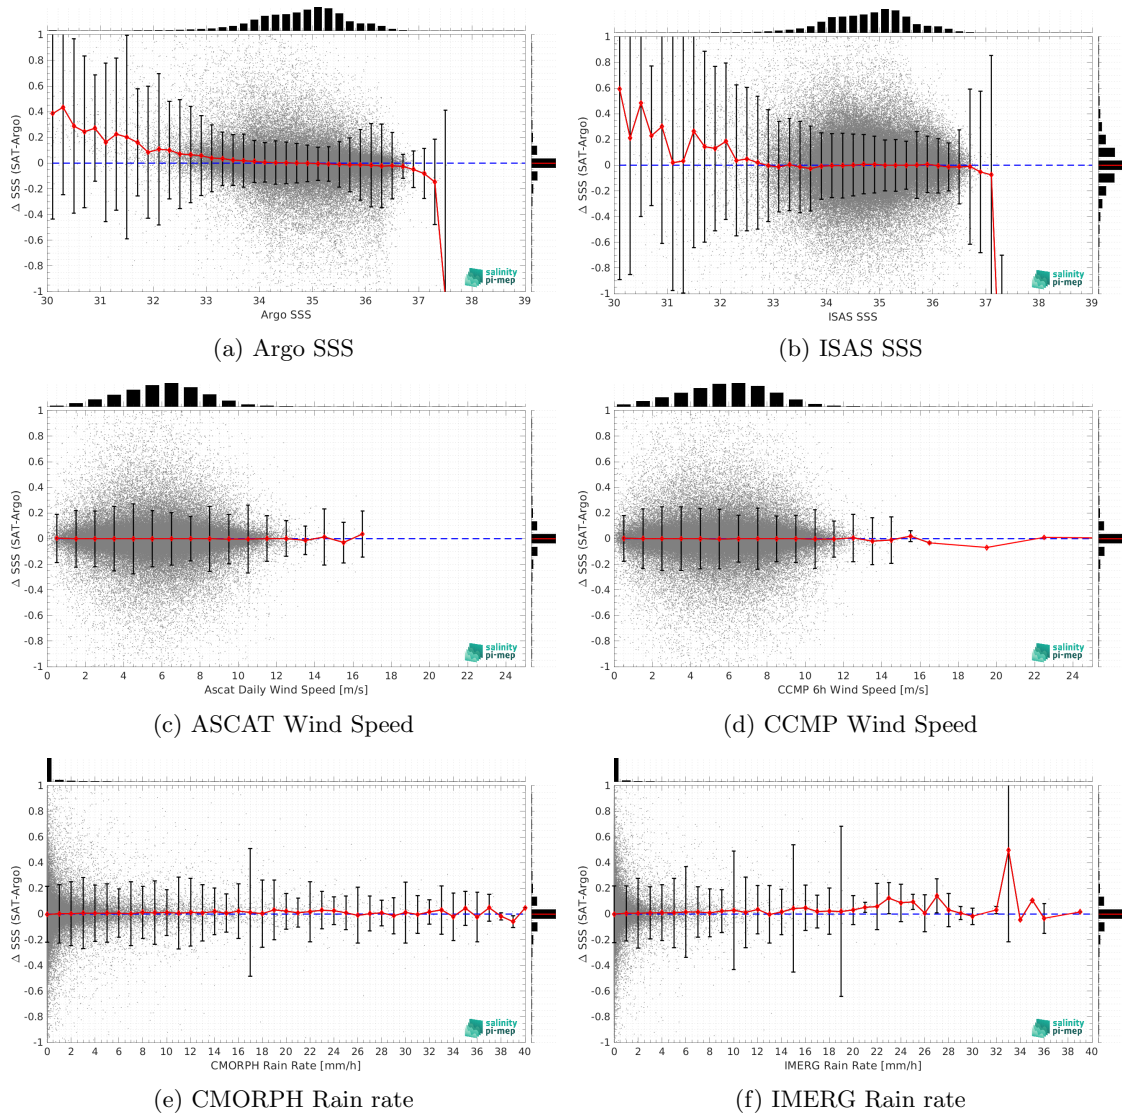 1
0.8
0.6
0.4
0.2
0
-0.2
-0.4
-0.6
-0.8
-1
Δ SSS (SAT-Argo)
30 31 32 33 34 35 36 37 38 39
Argo SSS
salinity
pi-mep
(a) Argo SSS
1
0.8
0.6
0.4
0.2
0
-0.2
-0.4
-0.6
-0.8
-1
Δ SSS (SAT-Argo)
30 31 32 33 34 35 36 37 38 39
ISAS SSS
salinity
pi-mep
(b) ISAS SSS
1
0.8
0.6
0.4
0.2
0
-0.2
-0.4
-0.6
-0.8
-1
Δ SSS (SAT-Argo)
0 2 4 6 8 10 12 14 16 18 20 22 24
Ascat Daily Wind Speed [m/s]
salinity
pi-mep
(c) ASCAT Wind Speed
1
0.8
0.6
0.4
0.2
0
-0.2
-0.4
-0.6
-0.8
-1
Δ SSS (SAT-Argo)
0 2 4 6 8 10 12 14 16 18 20 22 24
CCMP 6h Wind Speed [m/s]
salinity
pi-mep
(d) CCMP Wind Speed
1
0.8
0.6
0.4
0.2
0
-0.2
-0.4
-0.6
-0.8
-1
Δ SSS (SAT-Argo)
0 2 4 6 8 10 12 14 16 18 20 22 24 26 28 30 32 34 36 38 40
CMORPH Rain Rate [mm/h]
salinity
pi-mep
(e) CMORPH Rain rate
1
0.8
0.6
0.4
0.2
0
-0.2
-0.4
-0.6
-0.8
-1
Δ SSS (SAT-Argo)
0 2 4 6 8 10 12 14 16 18 20 22 24 26 28 30 32 34 36 38 40
IMERG Rain Rate [mm/h]
salinity
pi-mep
(f) IMERG Rain rate